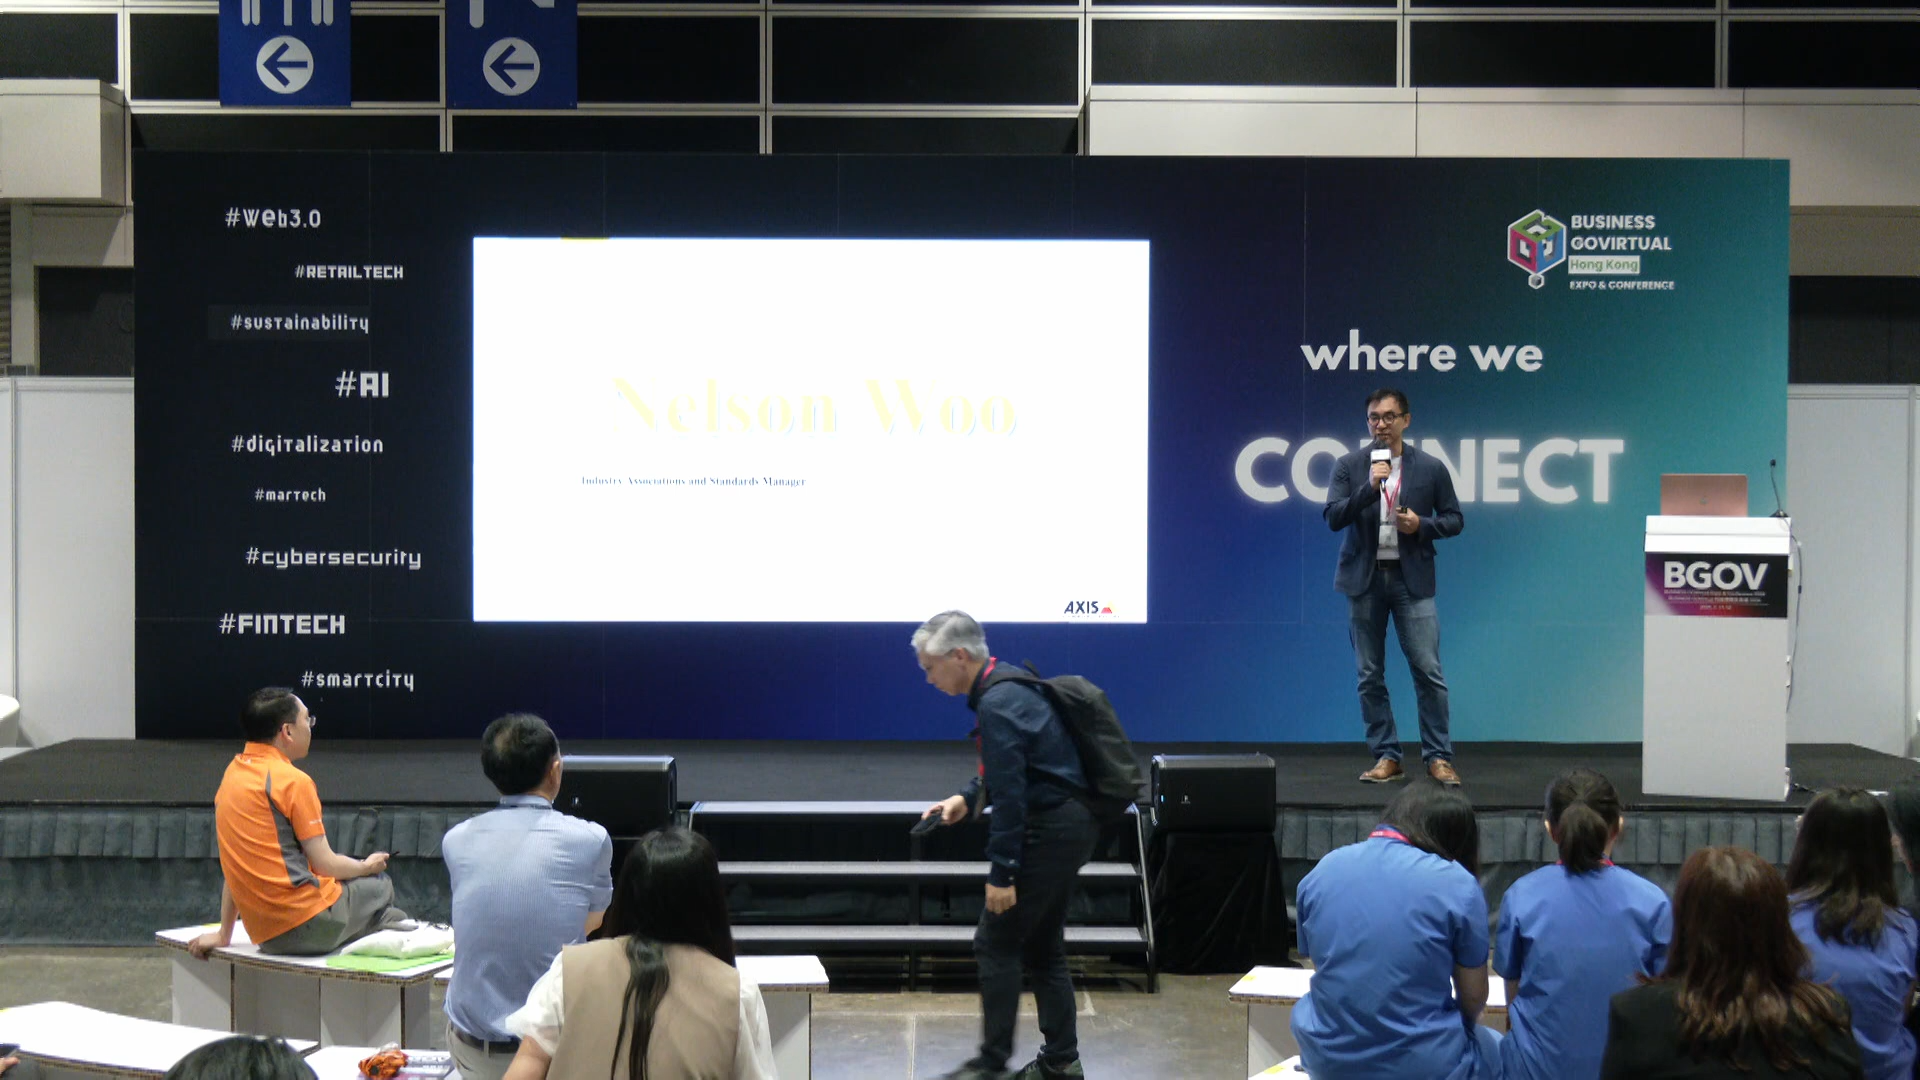 #Web3.0
#RETAILTECH
#sustainability
#AI
#digitalization
#martech
#cybersecurity
#FINTECH
#smartcity
Nelson Woo
Industry Associations and Standards Manager
AXIS
BUSINESS
GOVIRTUAL
Hong Kong
EXPO & CONFERENCE
where we
CONNECT
BGOV